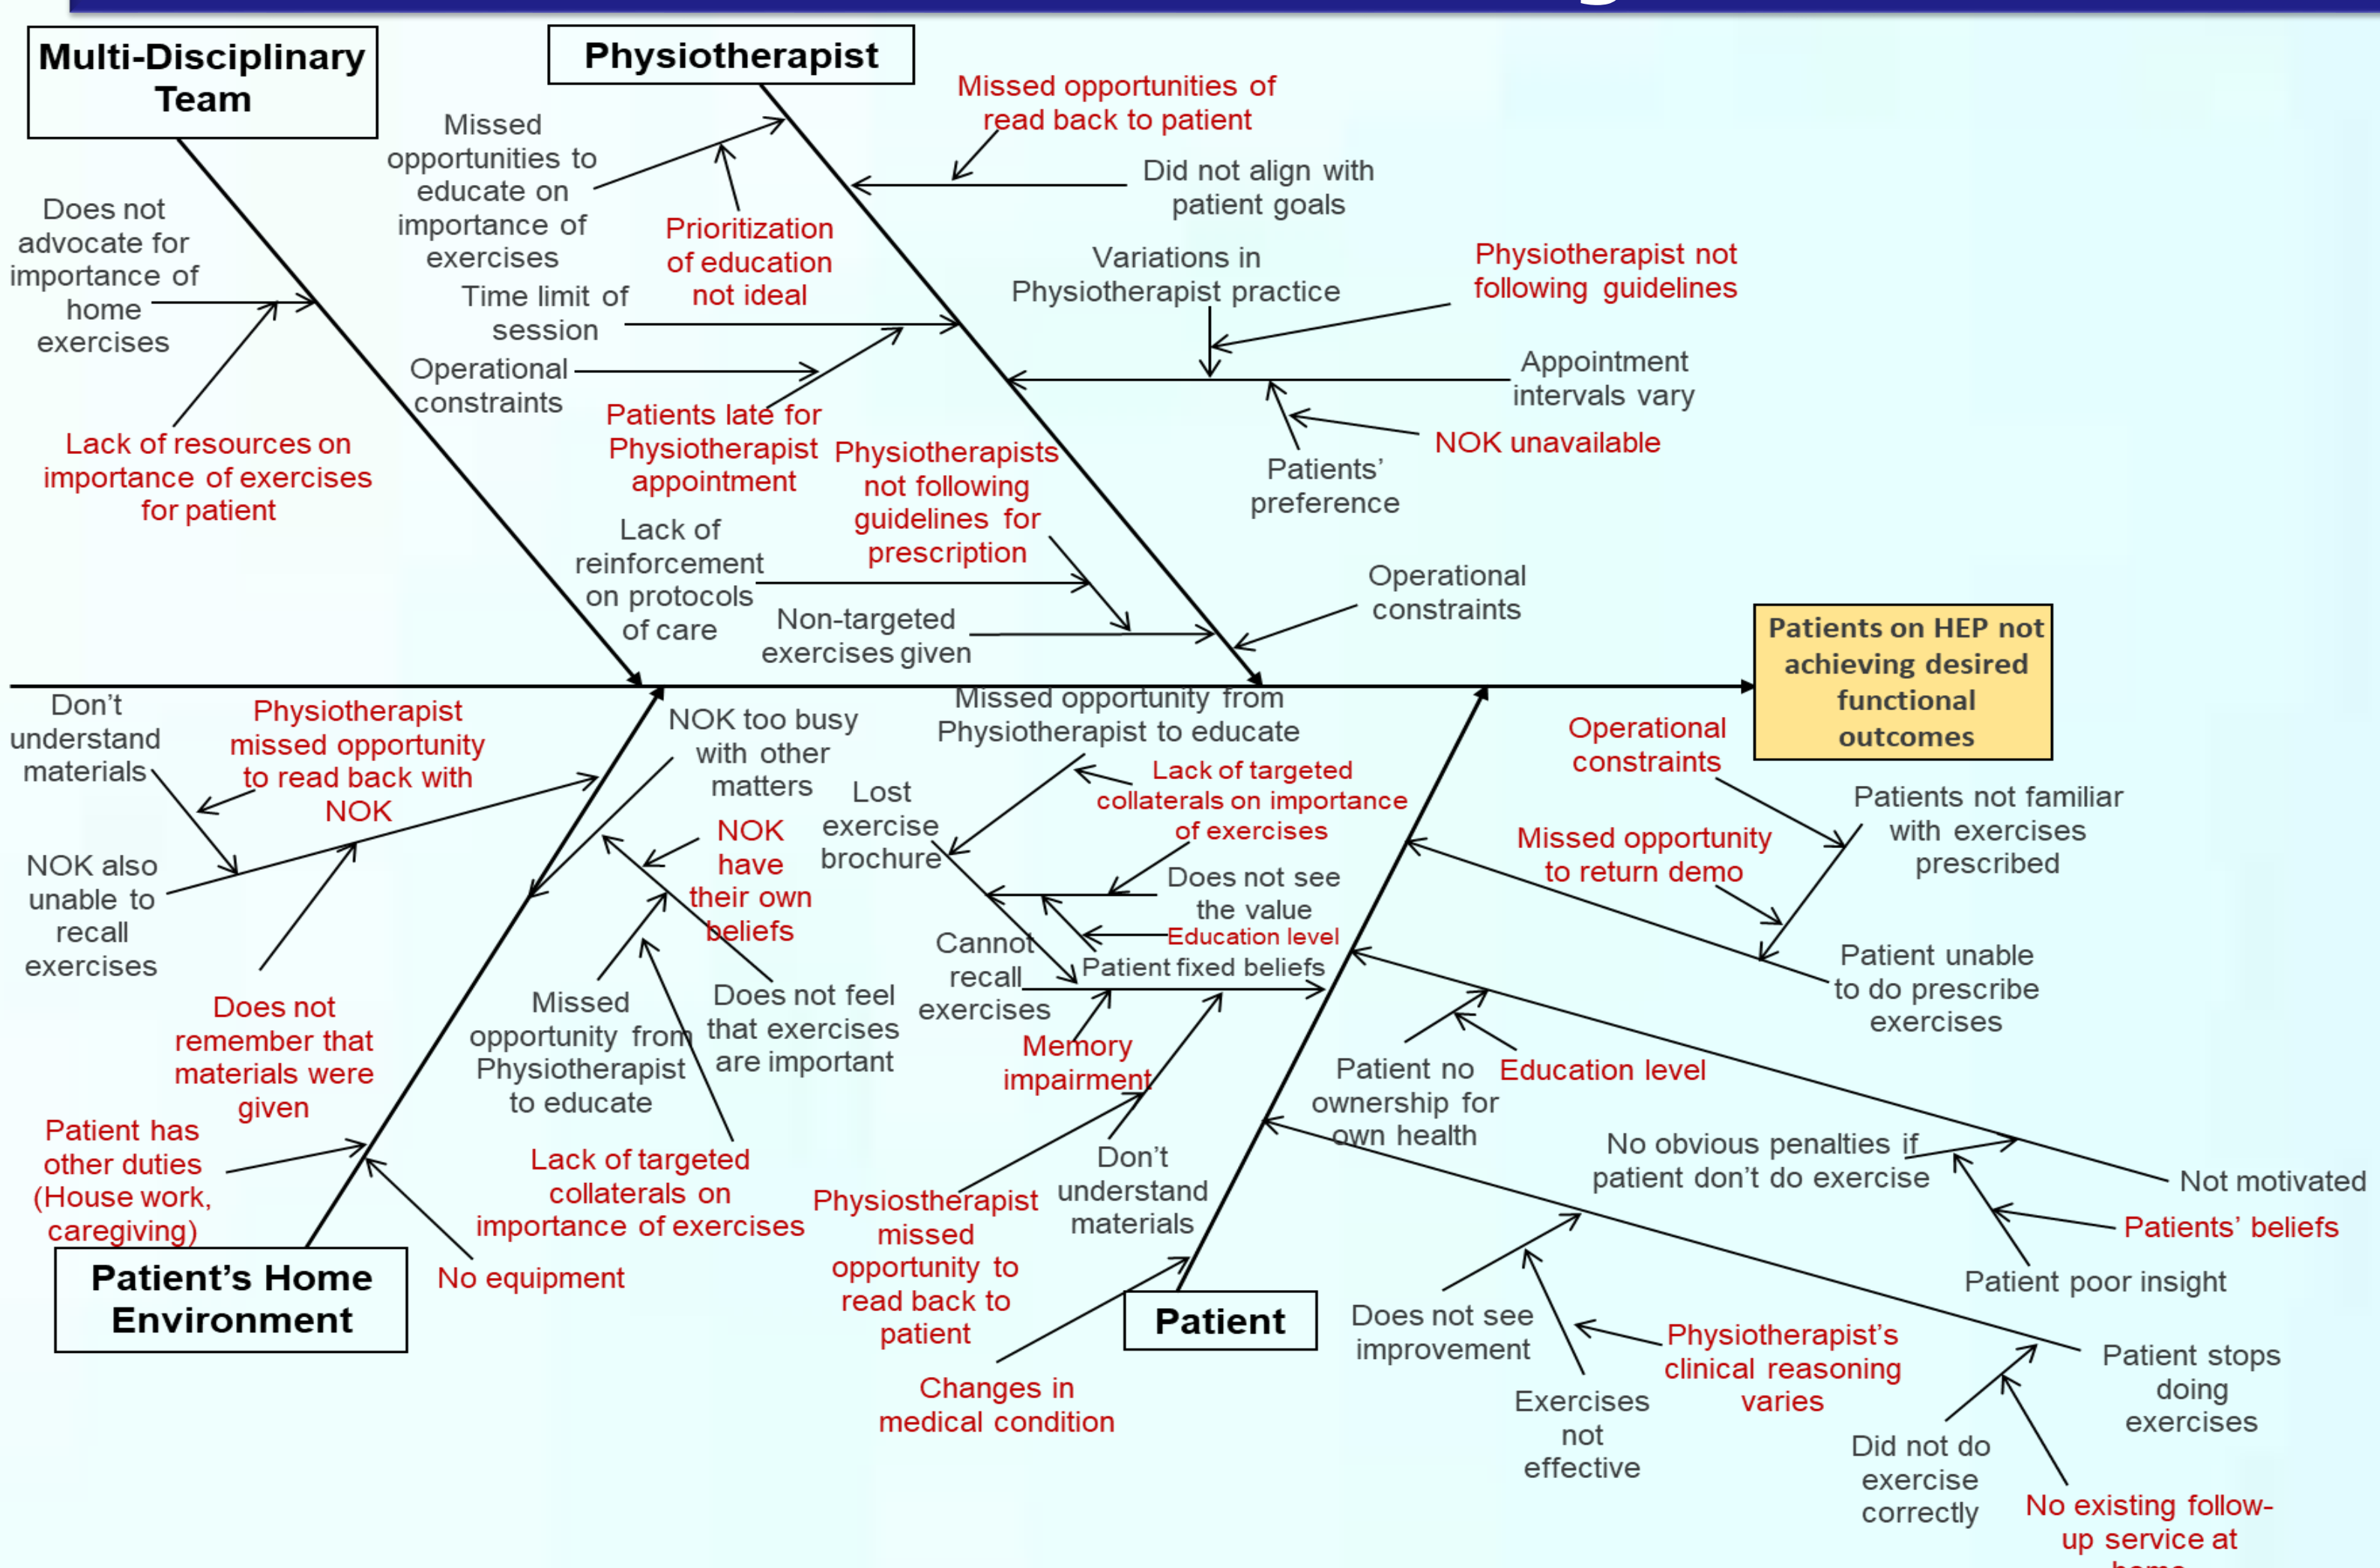 Multi-Disciplinary
Team
Physiotherapist
Missed opportunities of
read back to patient
Missed
opportunities to
educate on
importance of
exercises
Did not align with
patient goals
Does not
advocate for
importance of
home
exercises
Prioritization
of education
not ideal
Variations in
Physiotherapist practice
Physiotherapist not
following guidelines
Time limit of
session
Operational
constraints
Appointment
intervals vary
Patients late for
Physiotherapist
appointment
NOK unavailable
Patients’
preference
Lack of resources on
importance of exercises
for patient
Physiotherapists
not following
guidelines for
prescription
Lack of
reinforcement
on protocols
of care
Operational
constraints
Non-targeted
exercises given
Patients on HEP not
achieving desired
functional
outcomes
Don’t
understand
materials
Physiotherapist
missed opportunity
to read back with
NOK
NOK too busy
with other
matters
Missed opportunity from
Physiotherapist to educate
Operational
constraints
Lack of targeted
collaterals on importance
of exercises
Lost
exercise
brochure
Patients not familiar
with exercises
prescribed
NOK
have
their own
beliefs
Missed opportunity
to return demo
NOK also
unable to
recall
exercises
Does not see
the value
Education level
Cannot
recall
exercises
Patient fixed beliefs
Patient unable
to do prescribe
exercises
Does not
remember that
materials were
given
Missed
opportunity from
Physiotherapist
to educate
Does not feel
that exercises
are important
Memory
impairment
Patient no
ownership for
own health
Education level
Patient has
other duties
(House work,
caregiving)
Lack of targeted
collaterals on
importance of exercises
Don’t
understand
materials
No obvious penalties if
patient don’t do exercise
Not motivated
Patients’ beliefs
Physiostherapist
missed
opportunity to
read back to
patient
Patient poor insight
No equipment
Patient’s Home
Environment
Patient
Does not see
improvement
Physiotherapist’s
clinical reasoning
varies
Patient stops
doing
exercises
Changes in
medical condition
Exercises
not
effective
Did not do
exercise
correctly
No existing follow-
up service at